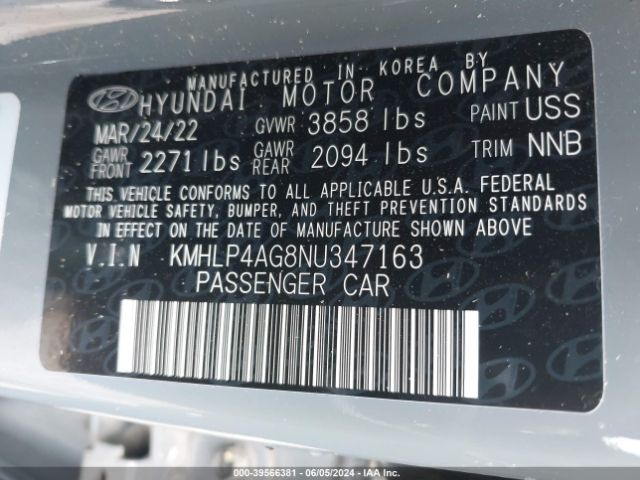 MANUFACTURED IN KOREA BY
HYUNDAI MOTOR COMPANY
MAR/24/22 GVWR 3858 lbs PAINT USS
GAWR FRONT 2271 lbs GAWR REAR 2094 lbs TRIM NNB
THIS VEHICLE CONFORMS TO ALL APPLICABLE U.S.A. FEDERAL
MOTOR VEHICLE SAFETY, BUMPER, AND THEFT PREVENTION STANDARDS
IN EFFECT ON THE DATE OF MANUFACTURE SHOWN ABOVE
V.I.N KMHLP4AG8NU347163
PASSENGER CAR
000-39566381 - 06/05/2024 - IAA Inc.